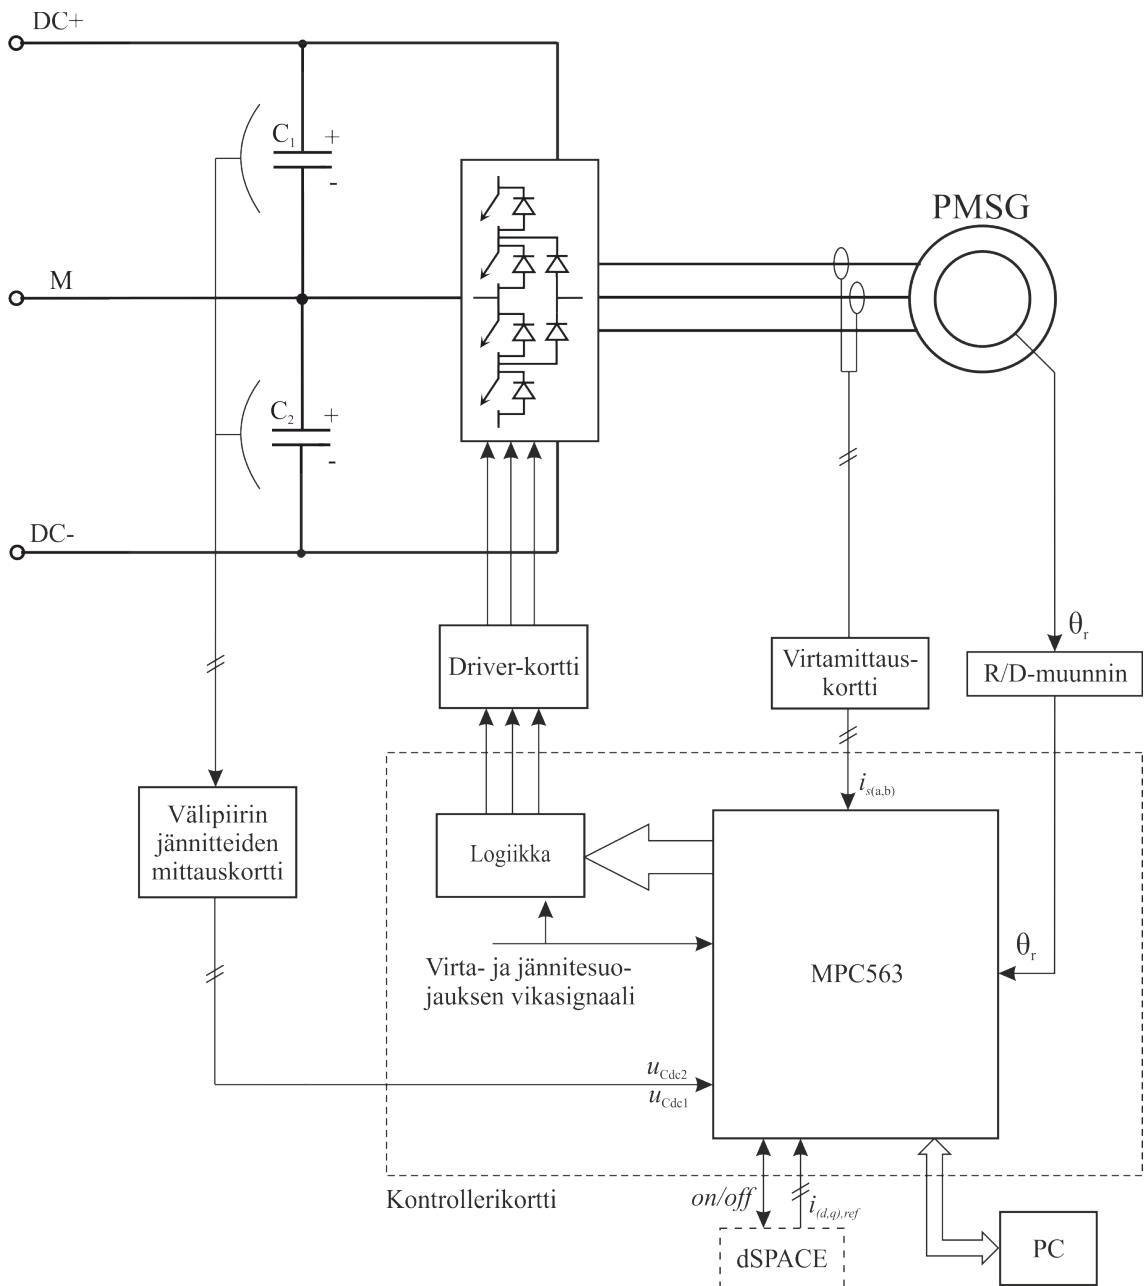 DC+
C1
+
-
PMSG
M
C2
+
-
DC-
Driver-kortti
Virtamittaus-
kortti
θr
R/D-muunnin
is(a,b)
Välipiirin
jännitteiden
mittauskortti
Logiikka
Virta- ja jännitesuo-
jauksen vikasignaali
MPC563
θr
uCdc2
uCdc1
Kontrollerikortti
on/off
i(d,q),ref
dSPACE
PC